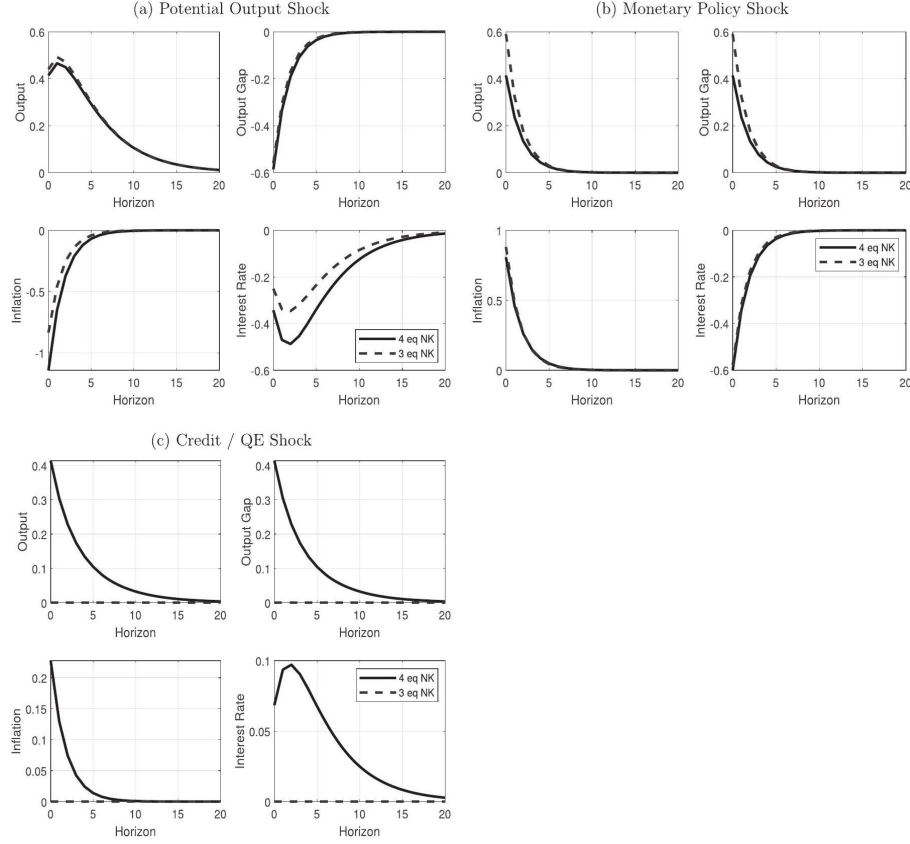 (a) Potential Output Shock
0.6
0.4
0.2
0
Output
0 5 10 15 20
Horizon
0
-0.2
-0.4
-0.6
Output Gap
0 5 10 15 20
Horizon
0
-0.5
-1
Inflation
0 5 10 15 20
Horizon
0
-0.2
-0.4
-0.6
Interest Rate
4 eq NK
3 eq NK
0 5 10 15 20
Horizon
(b) Monetary Policy Shock
0.6
0.4
0.2
0
Output
0 5 10 15 20
Horizon
0.6
0.4
0.2
0
Output Gap
0 5 10 15 20
Horizon
1
0.5
0
Inflation
0 5 10 15 20
Horizon
0
-0.2
-0.4
-0.6
Interest Rate
4 eq NK
3 eq NK
0 5 10 15 20
Horizon
(c) Credit / QE Shock
0.4
0.3
0.2
0.1
0
Output
0 5 10 15 20
Horizon
0.4
0.3
0.2
0.1
0
Output Gap
0 5 10 15 20
Horizon
0.2
0.15
0.1
0.05
0
Inflation
0 5 10 15 20
Horizon
0.1
0.05
0
Interest Rate
4 eq NK
3 eq NK
0 5 10 15 20
Horizon